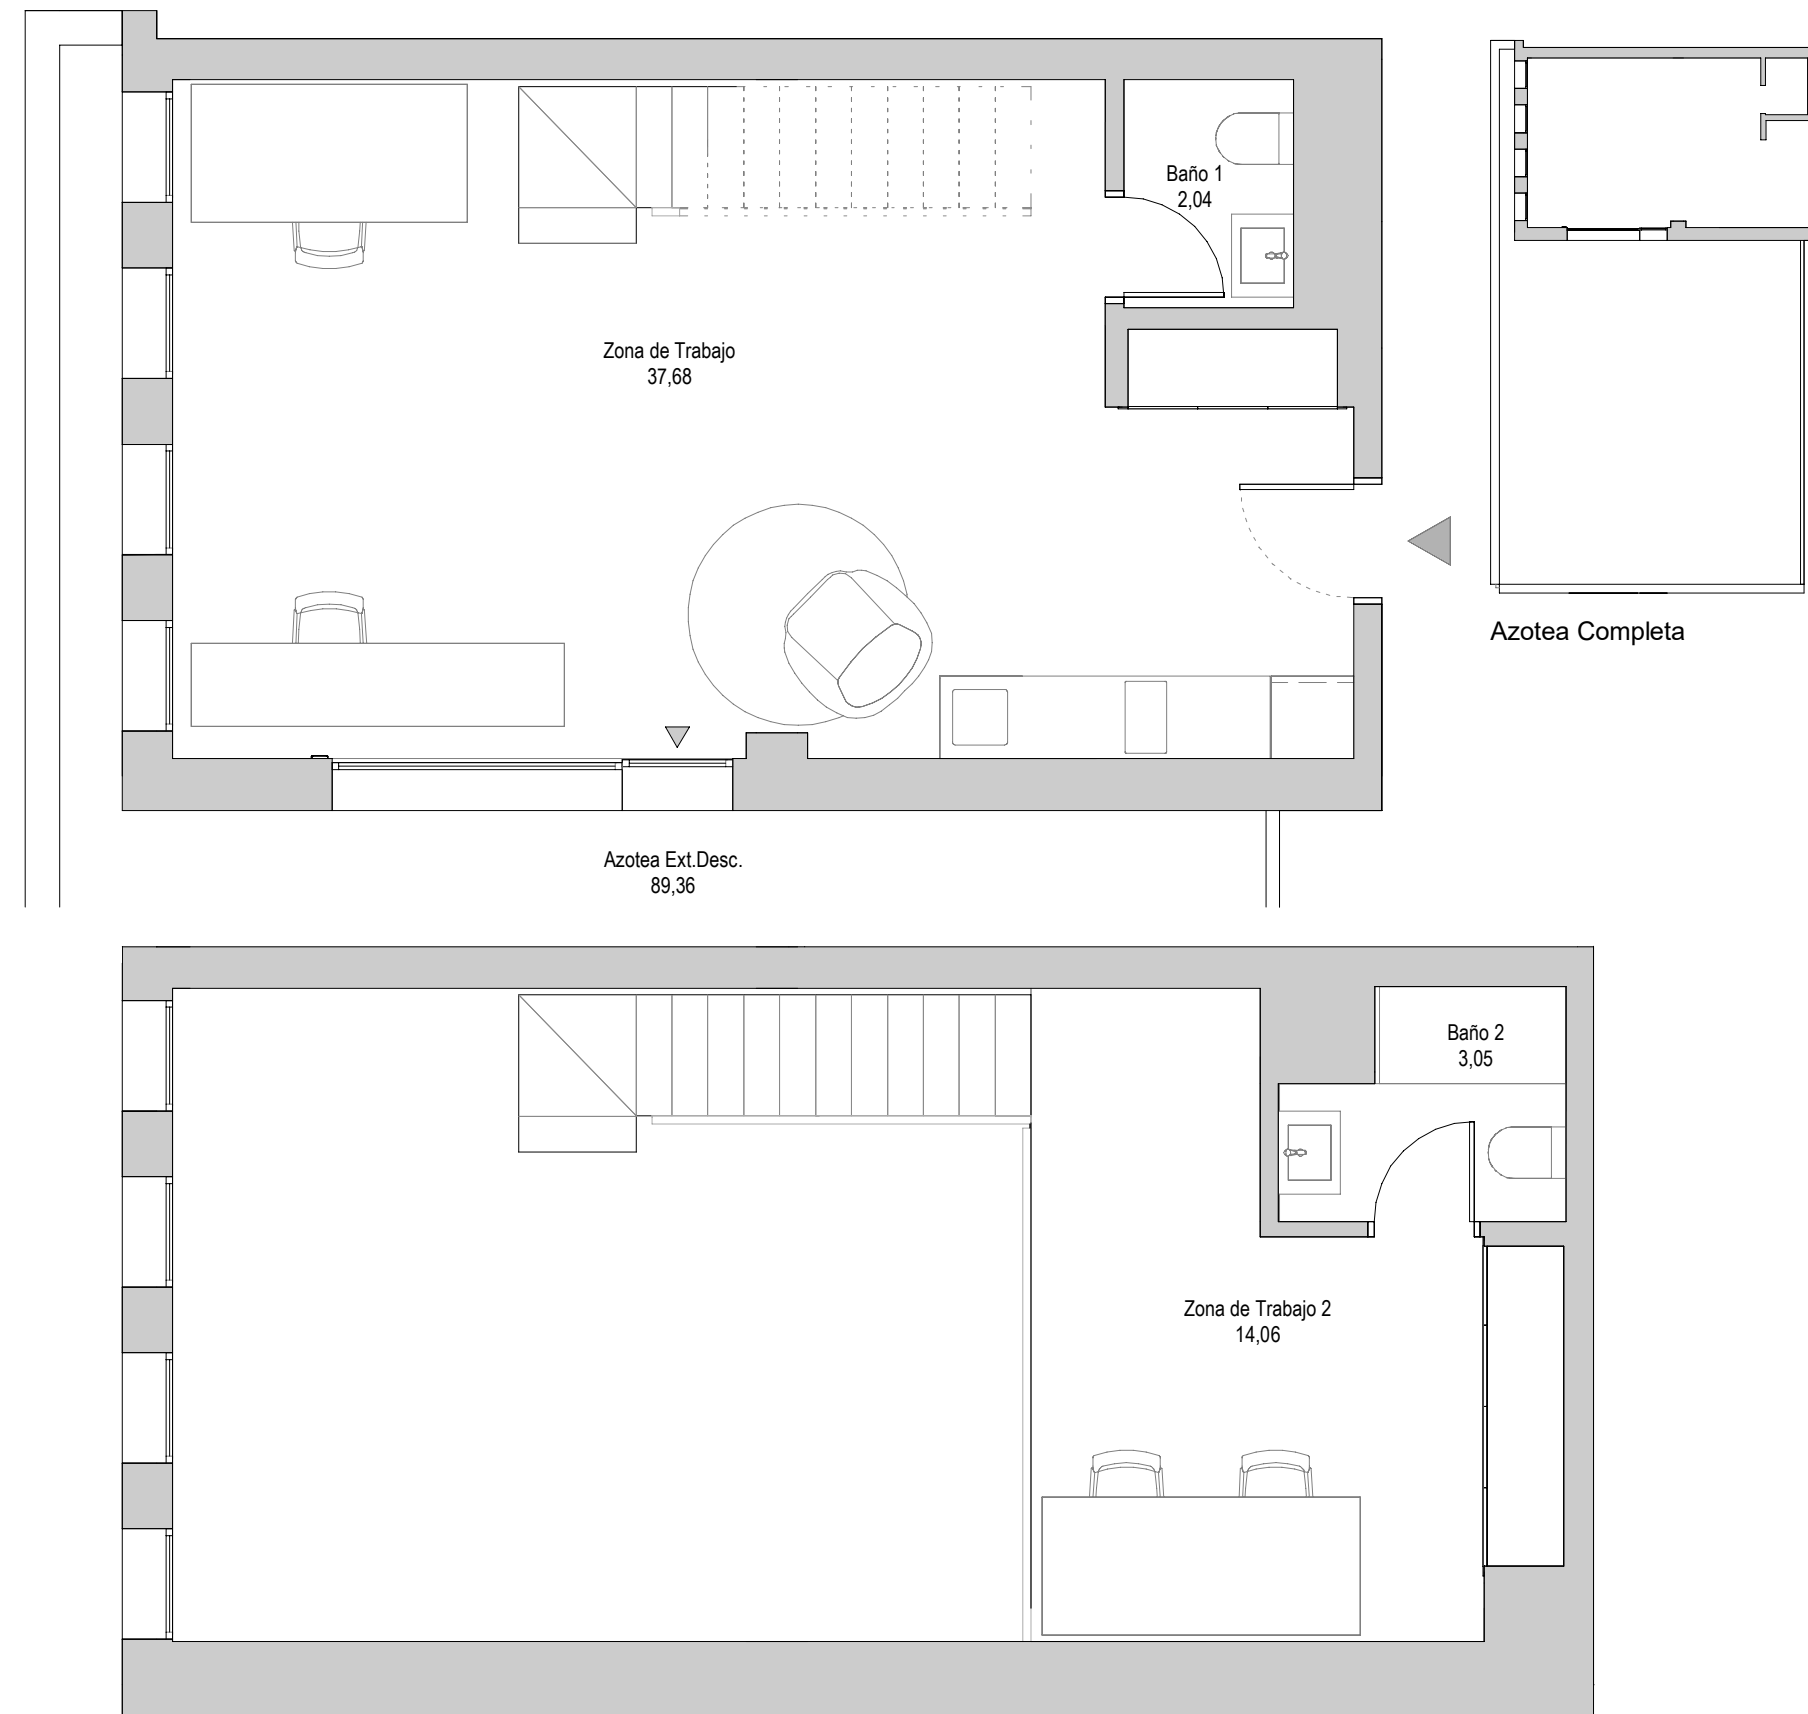 Baño 1
2,04
Zona de Trabajo
37,68
Azotea Completa
Azotea Ext.Desc.
89,36
Baño 2
3,05
Zona de Trabajo 2
14,06